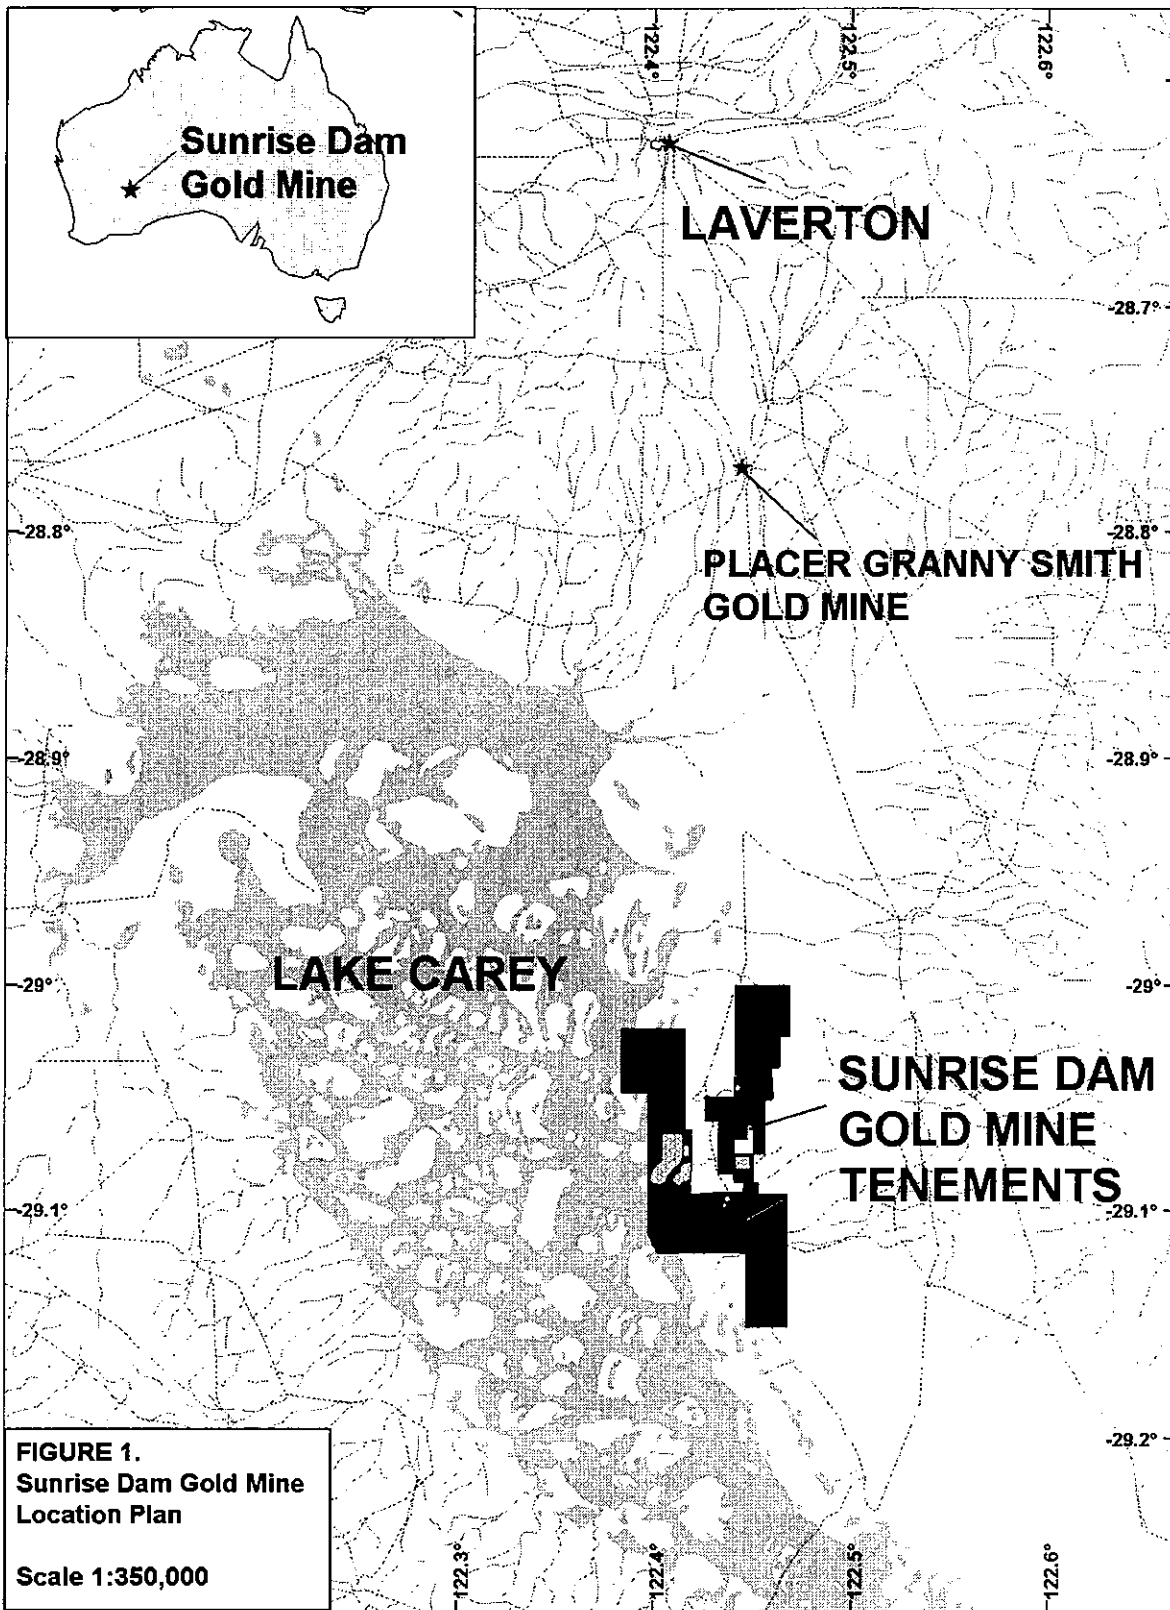 Sunrise Dam
Gold Mine
122.4°
122.5°
122.6°
LAVERTON
-28.7°
-28.8°
-28.8°
PLACER GRANNY SMITH
GOLD MINE
-28.9°
-28.9°
LAKE CAREY
-29°
-29°
SUNRISE DAM
GOLD MINE
TENEMENTS
-29.1°
-29.1°
-29.2°
FIGURE 1.
Sunrise Dam Gold Mine
Location Plan
Scale 1:350,000
122.3°
122.4°
122.5°
122.6°